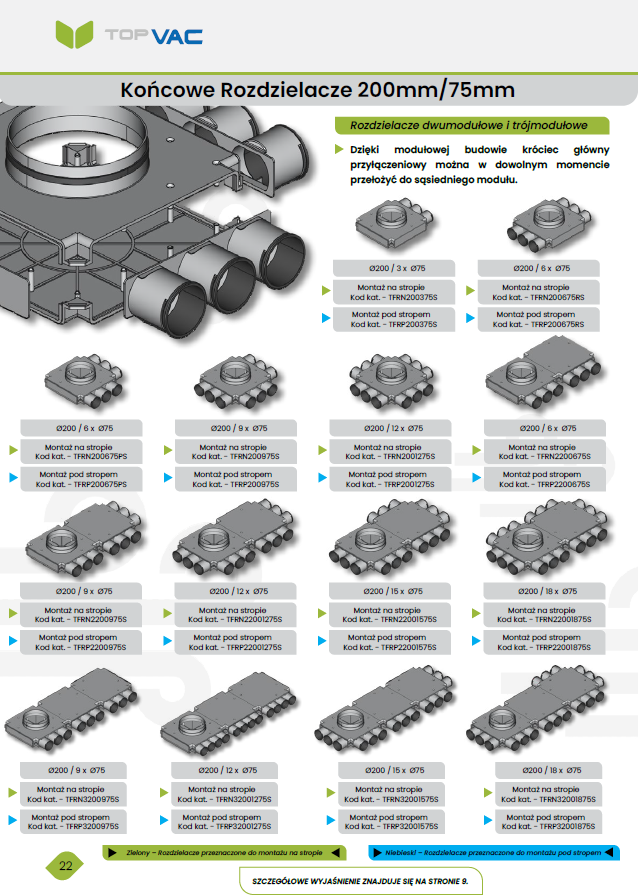 TOPVAC
Końcowe Rozdzielacze 200mm/75mm
Rozdzielacze dwumodułowe i trójmodułowe
Dzięki modułowej budowie króciec główny
przyłączeniowy można w dowolnym momencie
przełożyć do sąsiedniego modułu.
Ø200 / 3 x Ø75
Montaż na stropie
Kod kat. - TFRN200375S
Montaż pod stropem
Kod kat. - TFRP200375S
Ø200 / 6 x Ø75
Montaż na stropie
Kod kat. - TFRN200675RS
Montaż pod stropem
Kod kat. - TFRP200675RS
Ø200 / 6 x Ø75
Montaż na stropie
Kod kat. - TFRN200675PS
Montaż pod stropem
Kod kat. - TFRP200675PS
Ø200 / 9 x Ø75
Montaż na stropie
Kod kat. - TFRN200975S
Montaż pod stropem
Kod kat. - TFRP200975S
Ø200 / 12 x Ø75
Montaż na stropie
Kod kat. - TFRN2001275S
Montaż pod stropem
Kod kat. - TFRP2001275S
Ø200 / 6 x Ø75
Montaż na stropie
Kod kat. - TFRN2200675S
Montaż pod stropem
Kod kat. - TFRP2200675S
Ø200 / 9 x Ø75
Montaż na stropie
Kod kat. - TFRN2200975S
Montaż pod stropem
Kod kat. - TFRP2200975S
Ø200 / 12 x Ø75
Montaż na stropie
Kod kat. - TFRN22001275S
Montaż pod stropem
Kod kat. - TFRP22001275S
Ø200 / 15 x Ø75
Montaż na stropie
Kod kat. - TFRN22001575S
Montaż pod stropem
Kod kat. - TFRP22001575S
Ø200 / 18 x Ø75
Montaż na stropie
Kod kat. - TFRN22001875S
Montaż pod stropem
Kod kat. - TFRP22001875S
Ø200 / 9 x Ø75
Montaż na stropie
Kod kat. - TFRN3200975S
Montaż pod stropem
Kod kat. - TFRP3200975S
Ø200 / 12 x Ø75
Montaż na stropie
Kod kat. - TFRN32001275S
Montaż pod stropem
Kod kat. - TFRP32001275S
Ø200 / 15 x Ø75
Montaż na stropie
Kod kat. - TFRN32001575S
Montaż pod stropem
Kod kat. - TFRP32001575S
Ø200 / 18 x Ø75
Montaż na stropie
Kod kat. - TFRN32001875S
Montaż pod stropem
Kod kat. - TFRP32001875S
22
Zielony – Rozdzielacze przeznaczone do montażu na stropie
Niebieski – Rozdzielacze przeznaczone do montażu pod stropem
SZCZEGÓŁOWE WYJAŚNIENIE ZNAJDUJE SIĘ NA STRONIE 9.